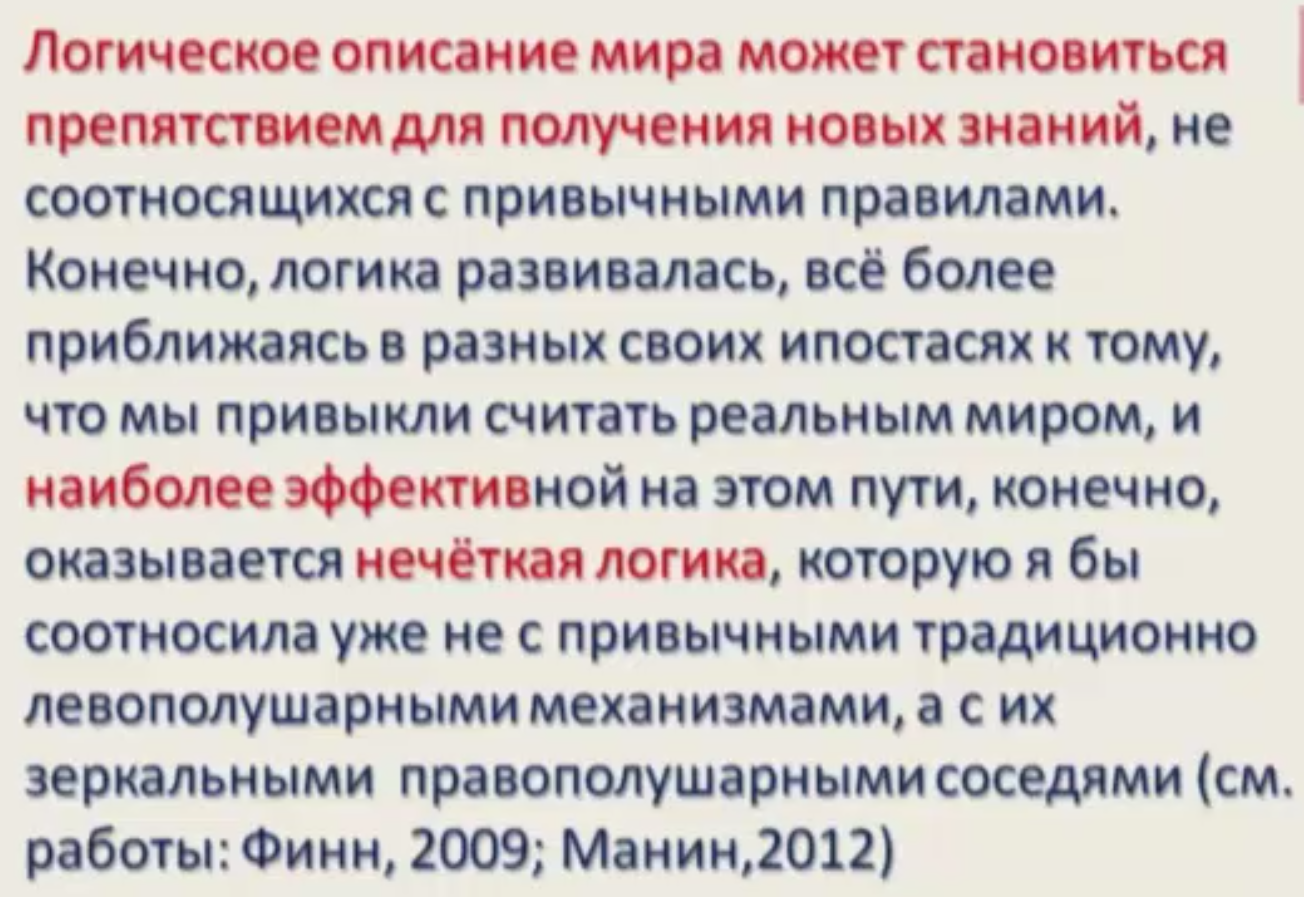 Логическое описание мира может становиться
препятствием для получения новых знаний, не
соотносящихся с привычными правилами.
Конечно, логика развивалась, всё более
приближаясь в разных своих ипостасях к тому,
что мы привыкли считать реальным миром, и
наиболее эффективной на этом пути, конечно,
оказывается нечёткая логика, которую я бы
соотносила уже не с привычными традиционно
левополушарными механизмами, а с их
зеркальными правополушарными соседями (см.
работы: Финн, 2009; Манин,2012)